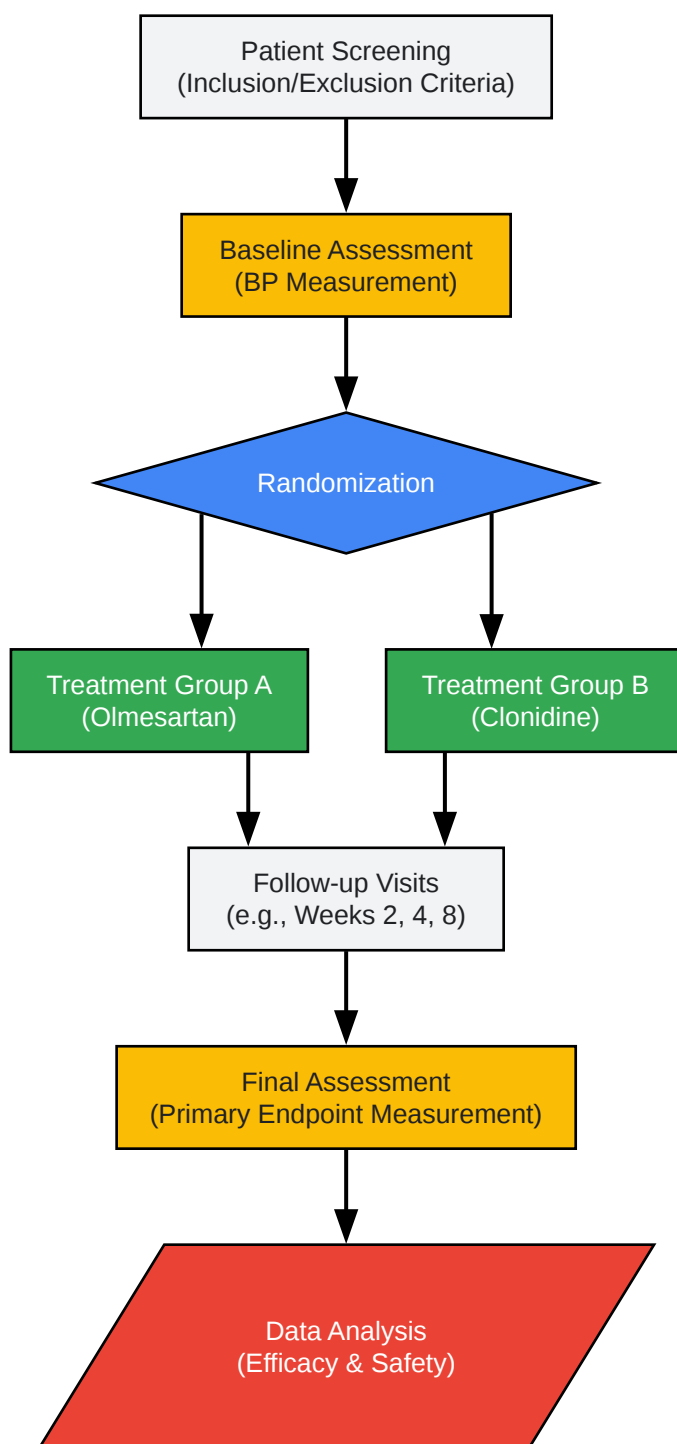 Patient Screening
(Inclusion/Exclusion Criteria)
Baseline Assessment
(BP Measurement)
Randomization
Treatment Group A
(Olmesartan)
Treatment Group B
(Clonidine)
Follow-up Visits
(e.g., Weeks 2, 4, 8)
Final Assessment
(Primary Endpoint Measurement)
Data Analysis
(Efficacy & Safety)